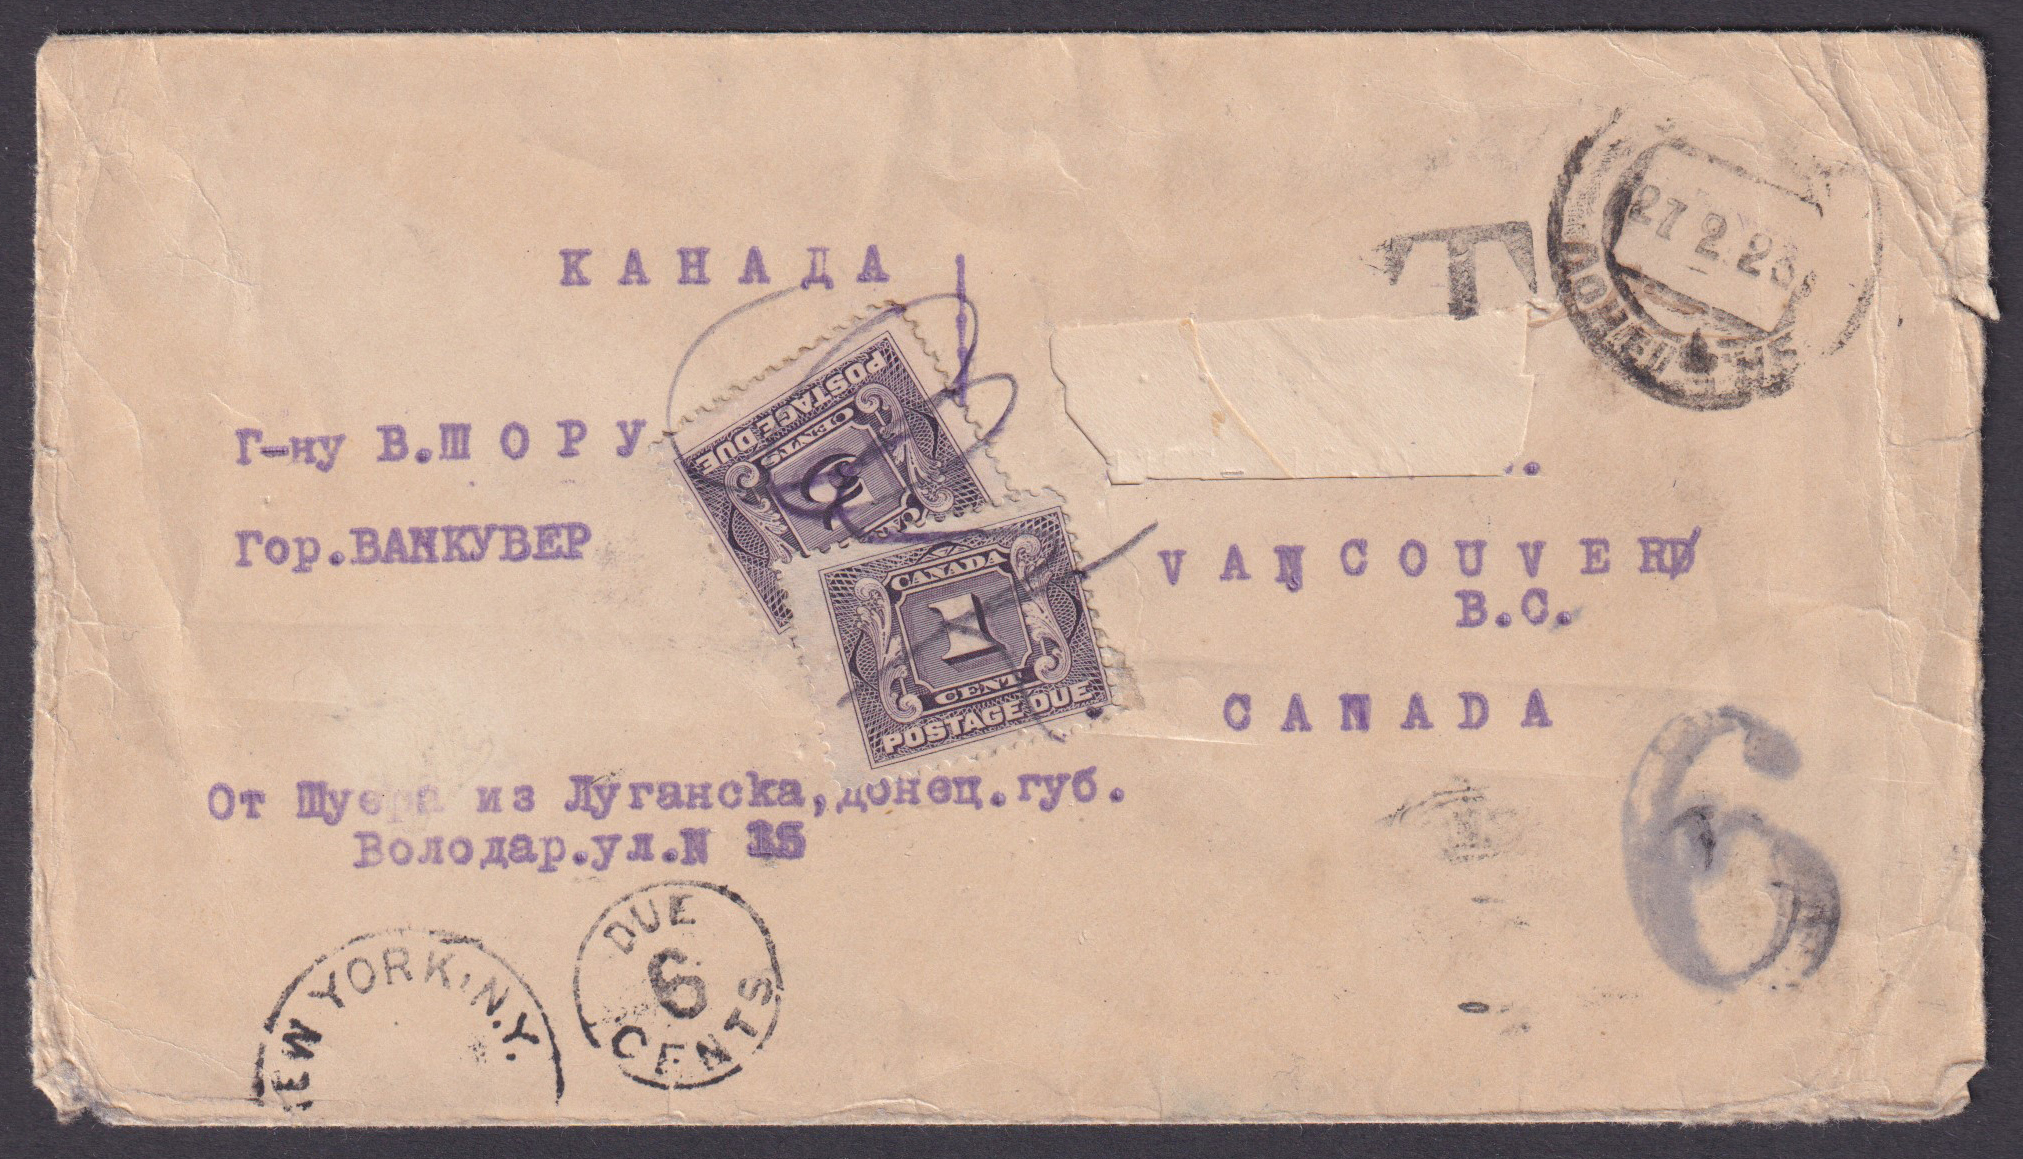 КАНАДА
Г-ну В.ШОРУ
Гор.ВАНКУВЕР
VANCOUVER
B.C.
CANADA
От Шуера из Луганска, донец.губ.
Володар.ул.N 15
T
27 2 23
POSTAGE DUE
CENTS
5
CANADA
1
CENT
POSTAGE DUE
6
NEW YORK, N.Y.
DUE
6
CENTS